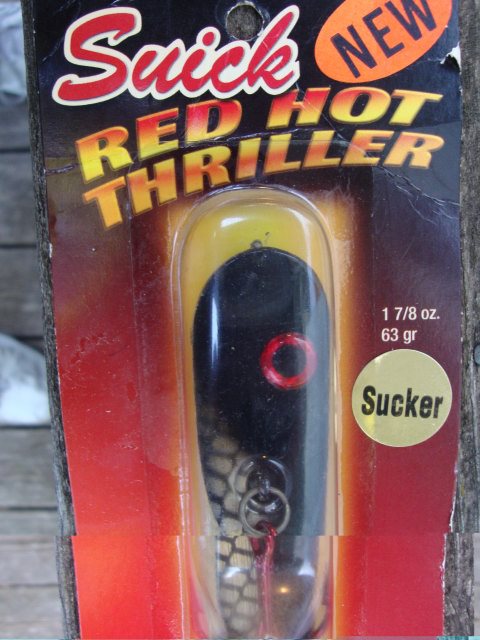 Suick
NEW
RED HOT
THRILLER
1 7/8 oz.
63 gr
Sucker